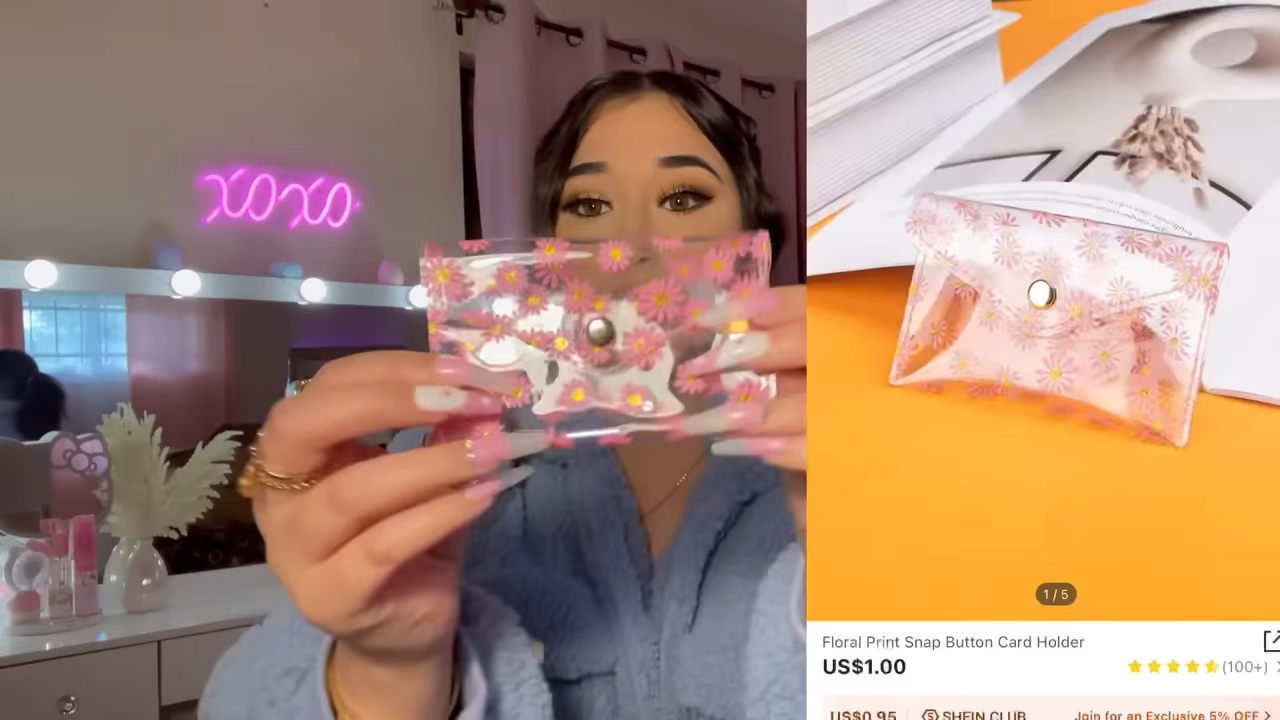 xoxo
1 / 5
Floral Print Snap Button Card Holder
US$1.00
(100+)
US$0.95 S SHEIN CLUB Join for an Exclusive 5% OFF